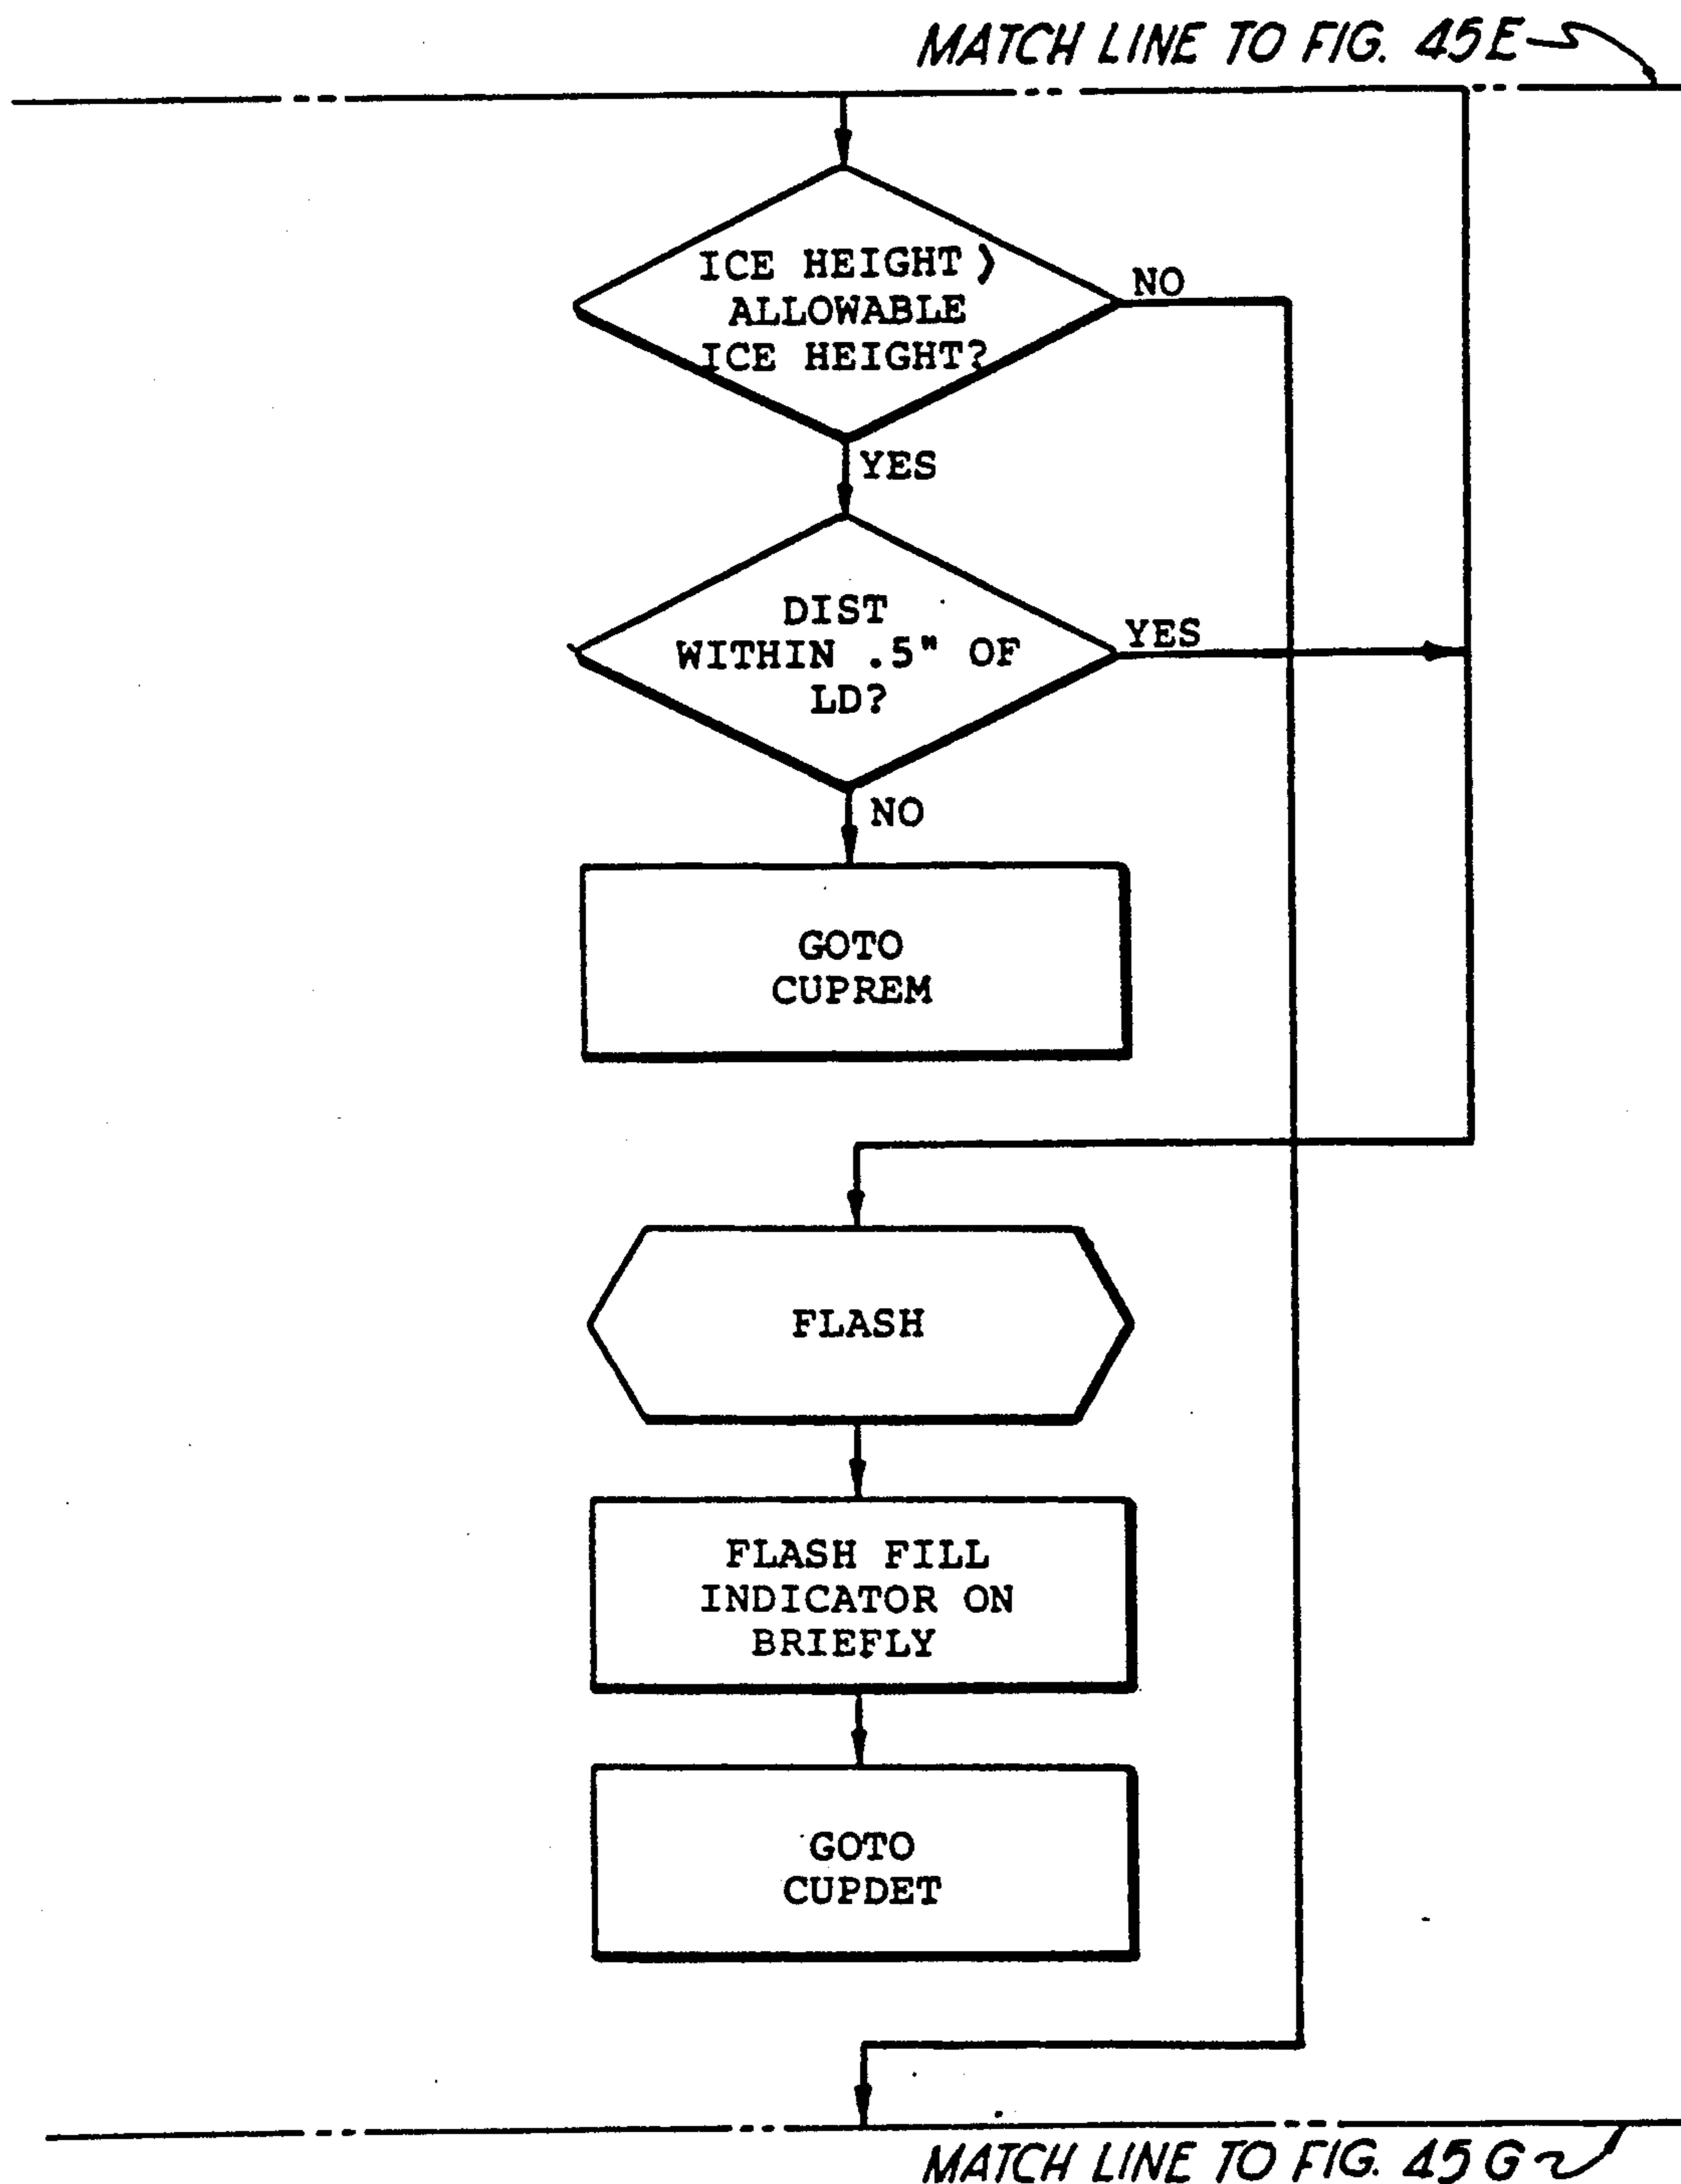 MATCH LINE TO FIG. 45E
ICE HEIGHT >
ALLOWABLE
ICE HEIGHT?
NO
YES
DIST
WITHIN .5" OF
LD?
YES
NO
GOTO
CUPREM
FLASH
FLASH FILL
INDICATOR ON
BRIEFLY
GOTO
CUPDET
MATCH LINE TO FIG. 45G